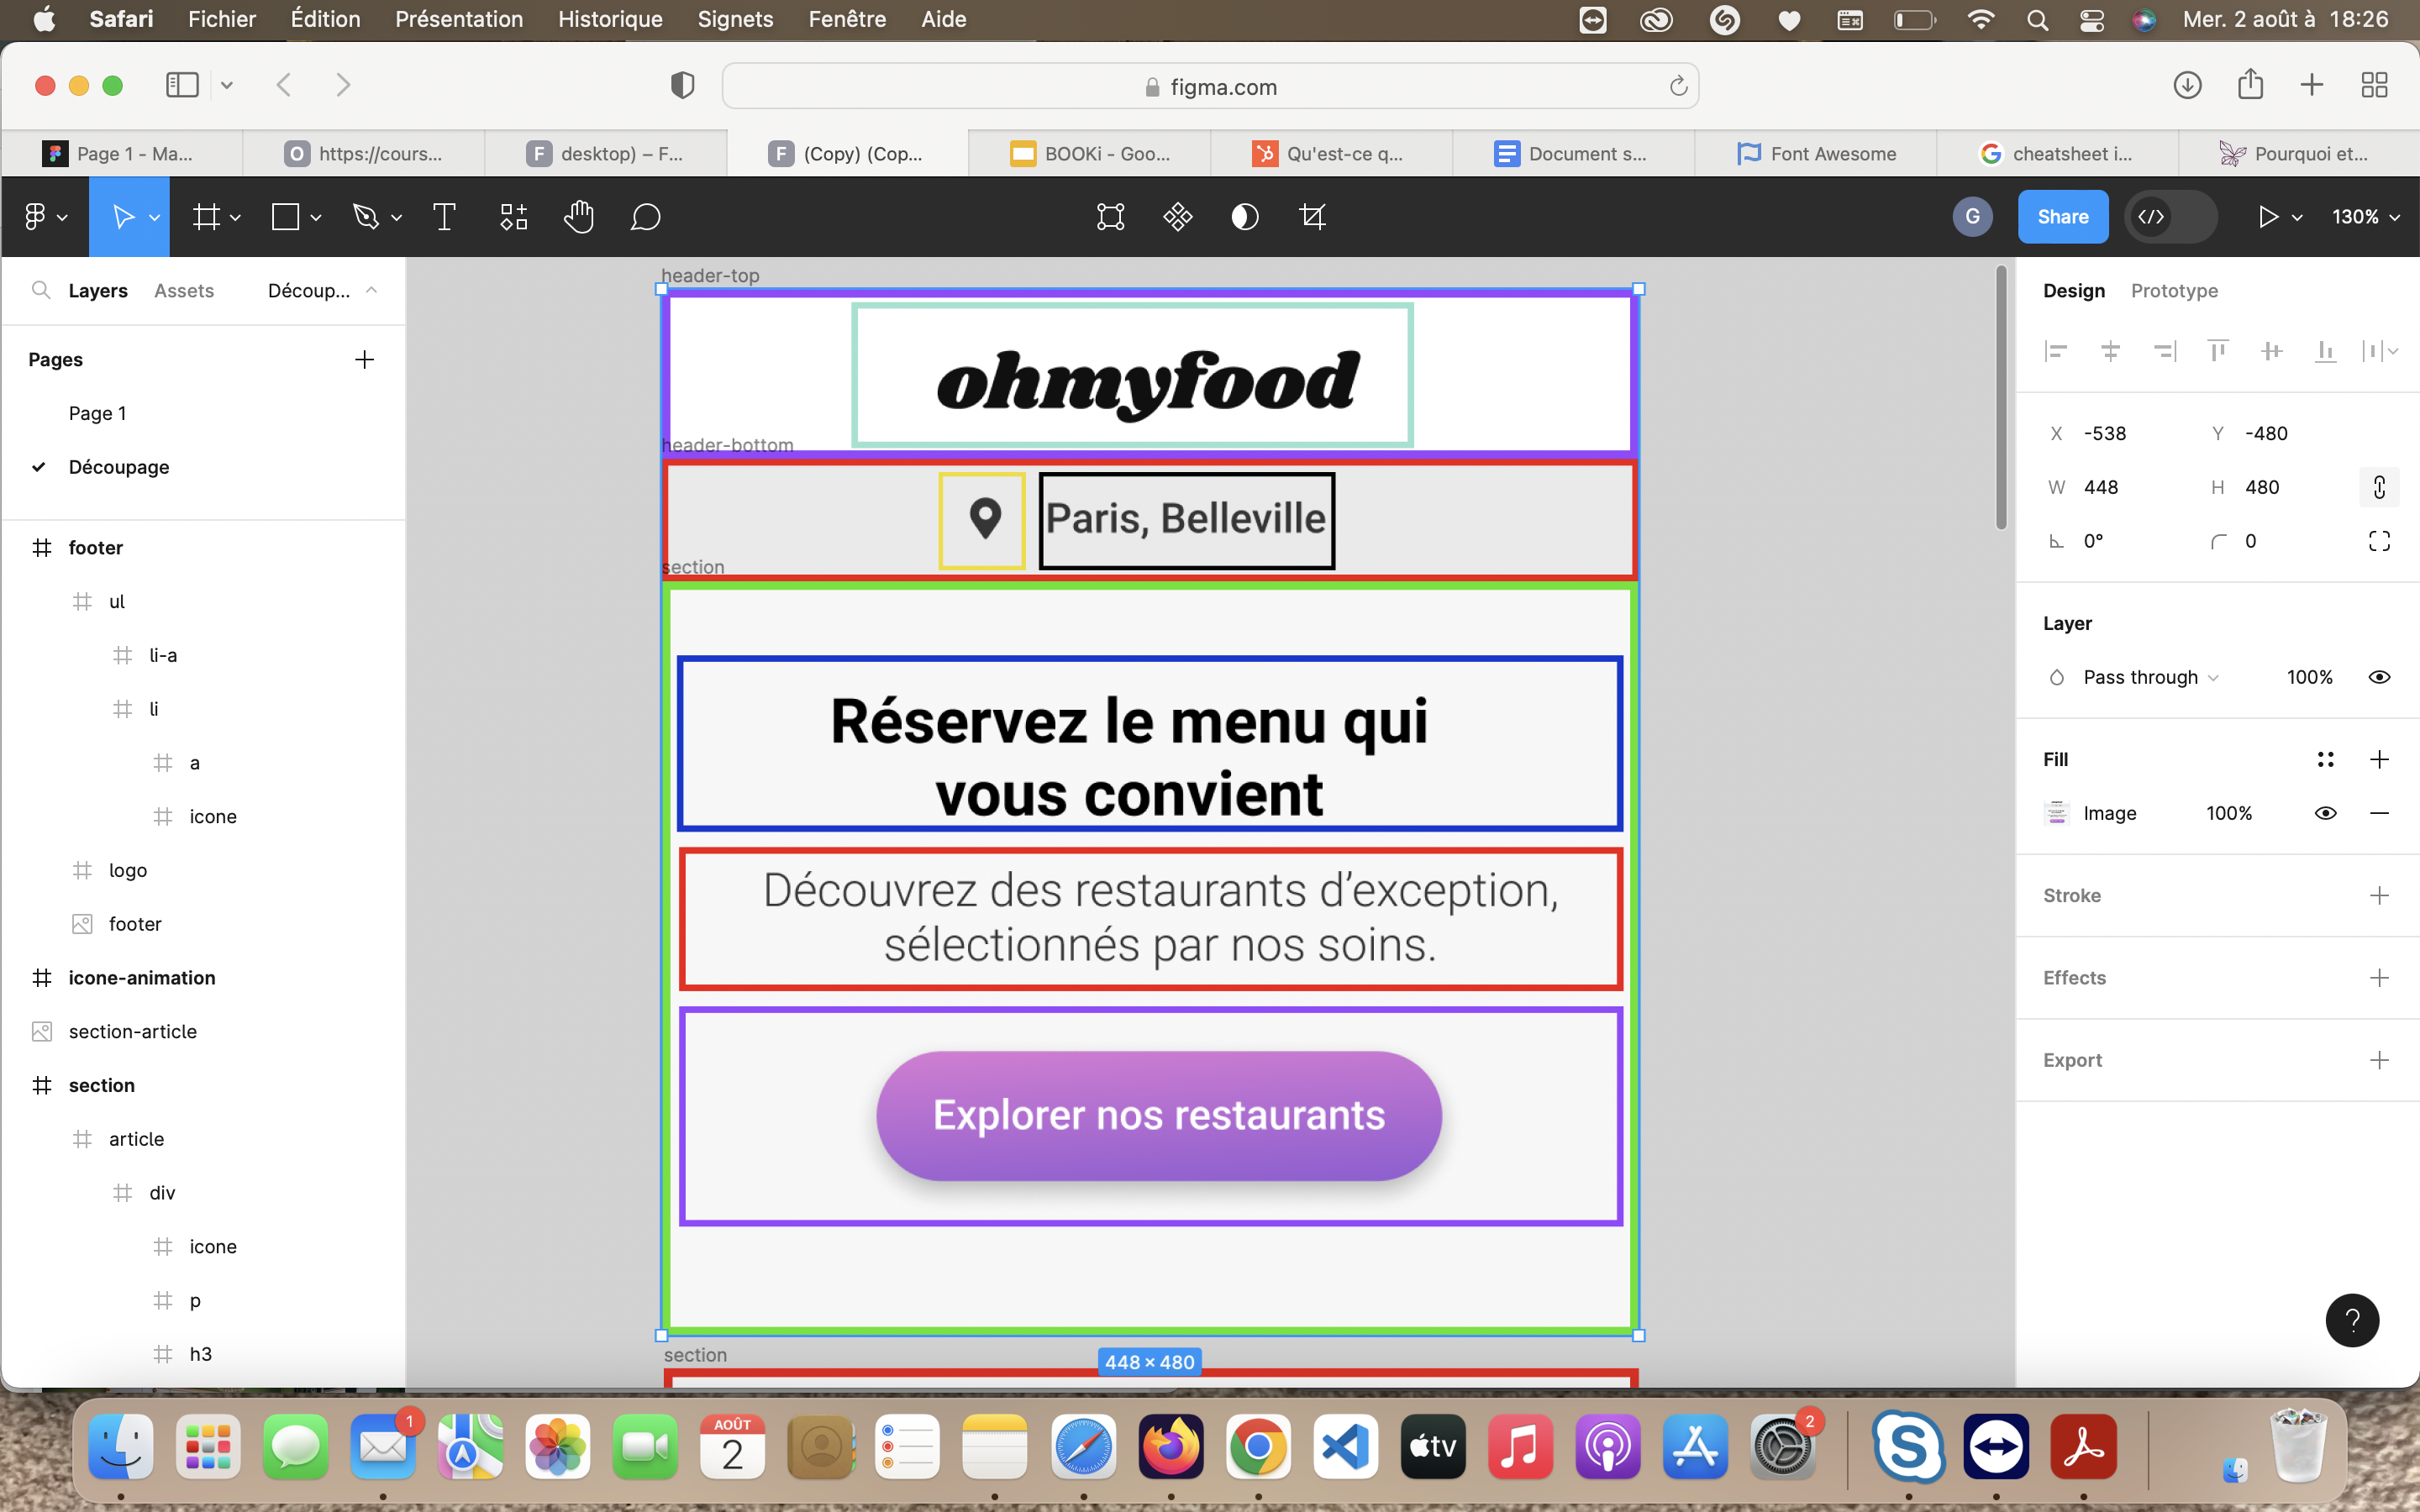 Safari Fichier Édition Présentation Historique Signets Fenêtre Aide Mer. 2 août à 18:26
figma.com
Page 1 - Ma... O https://cours... F desktop) – F... F (Copy) (Cop... BOOKi - Goo... Qu'est-ce q... Document s... Font Awesome cheatsheet i... Pourquoi et...
G Share 130%
Layers Assets Découp...
Pages
Page 1
Découpage
footer
ul
li-a
li
a
icone
logo
footer
icone-animation
section-article
section
article
div
icone
p
h3
header-top
ohmyfood
header-bottom
Paris, Belleville
section
Réservez le menu qui
vous convient
Découvrez des restaurants d’exception,
sélectionnés par nos soins.
Explorer nos restaurants
section
448 × 480
Design Prototype
X -538 Y -480
W 448 H 480
0° 0
Layer
Pass through 100%
Fill
Image 100%
Stroke
Effects
Export
?
1
AOÛT
2
tv
2
S